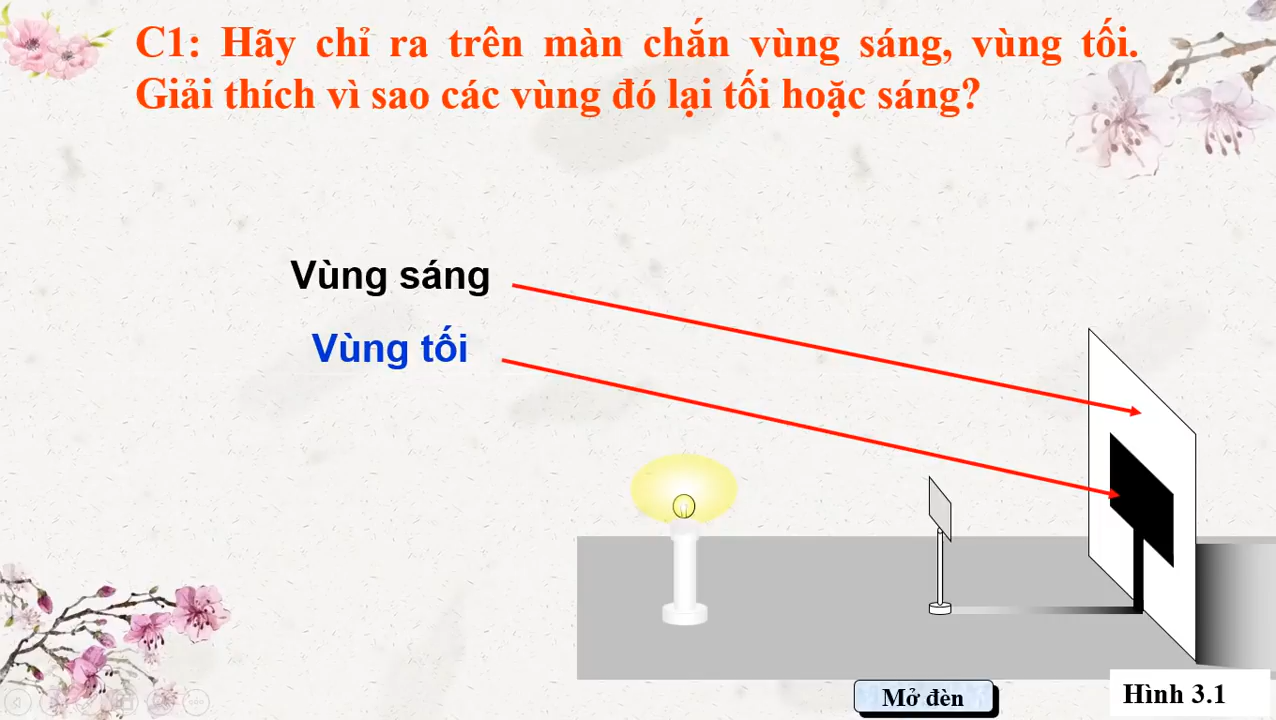 C1: Hãy chỉ ra trên màn chắn vùng sáng, vùng tối.
Giải thích vì sao các vùng đó lại tối hoặc sáng?
Vùng sáng
Vùng tối
Mở đèn
Hình 3.1